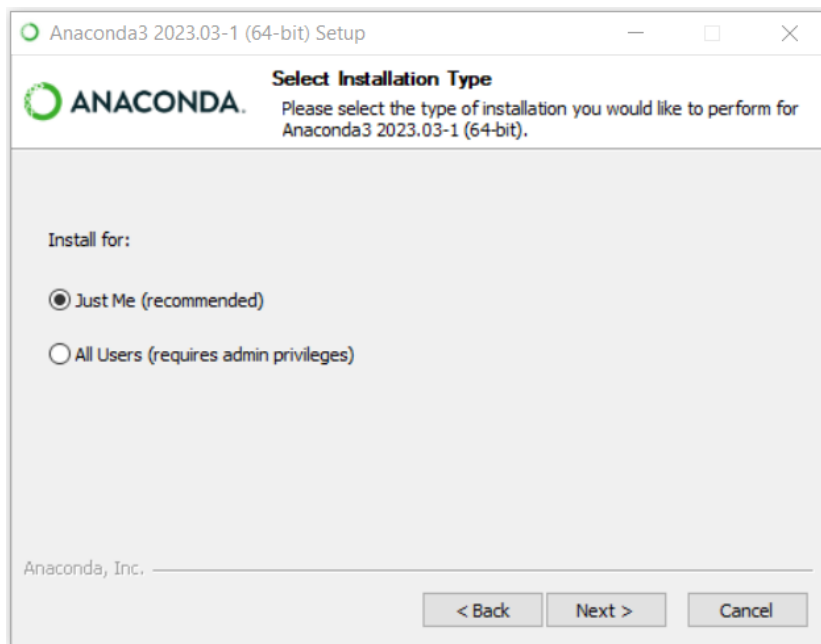 Anaconda3 2023.03-1 (64-bit) Setup
ANACONDA.
Select Installation Type
Please select the type of installation you would like to perform for
Anaconda3 2023.03-1 (64-bit).
Install for:
Just Me (recommended)
All Users (requires admin privileges)
Anaconda, Inc.
< Back
Next >
Cancel